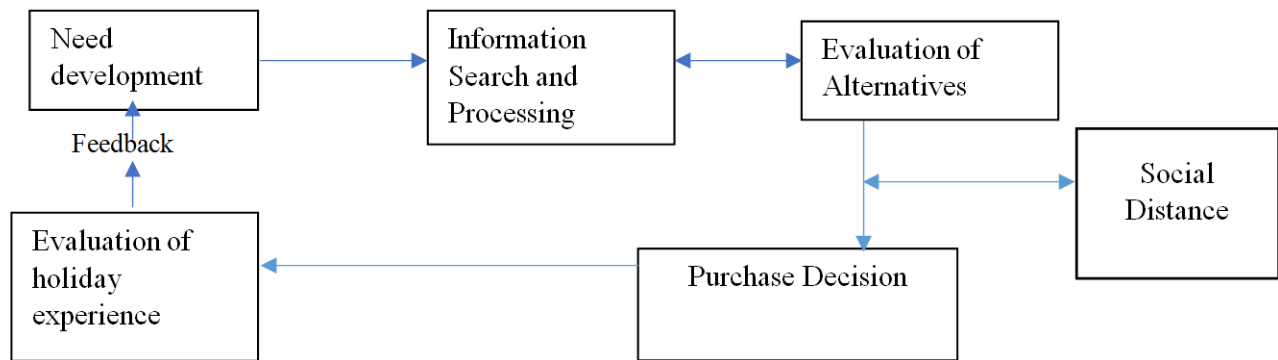 Need
development
Information
Search and
Processing
Evaluation of
Alternatives
Feedback
Social
Distance
Evaluation of
holiday
experience
Purchase Decision